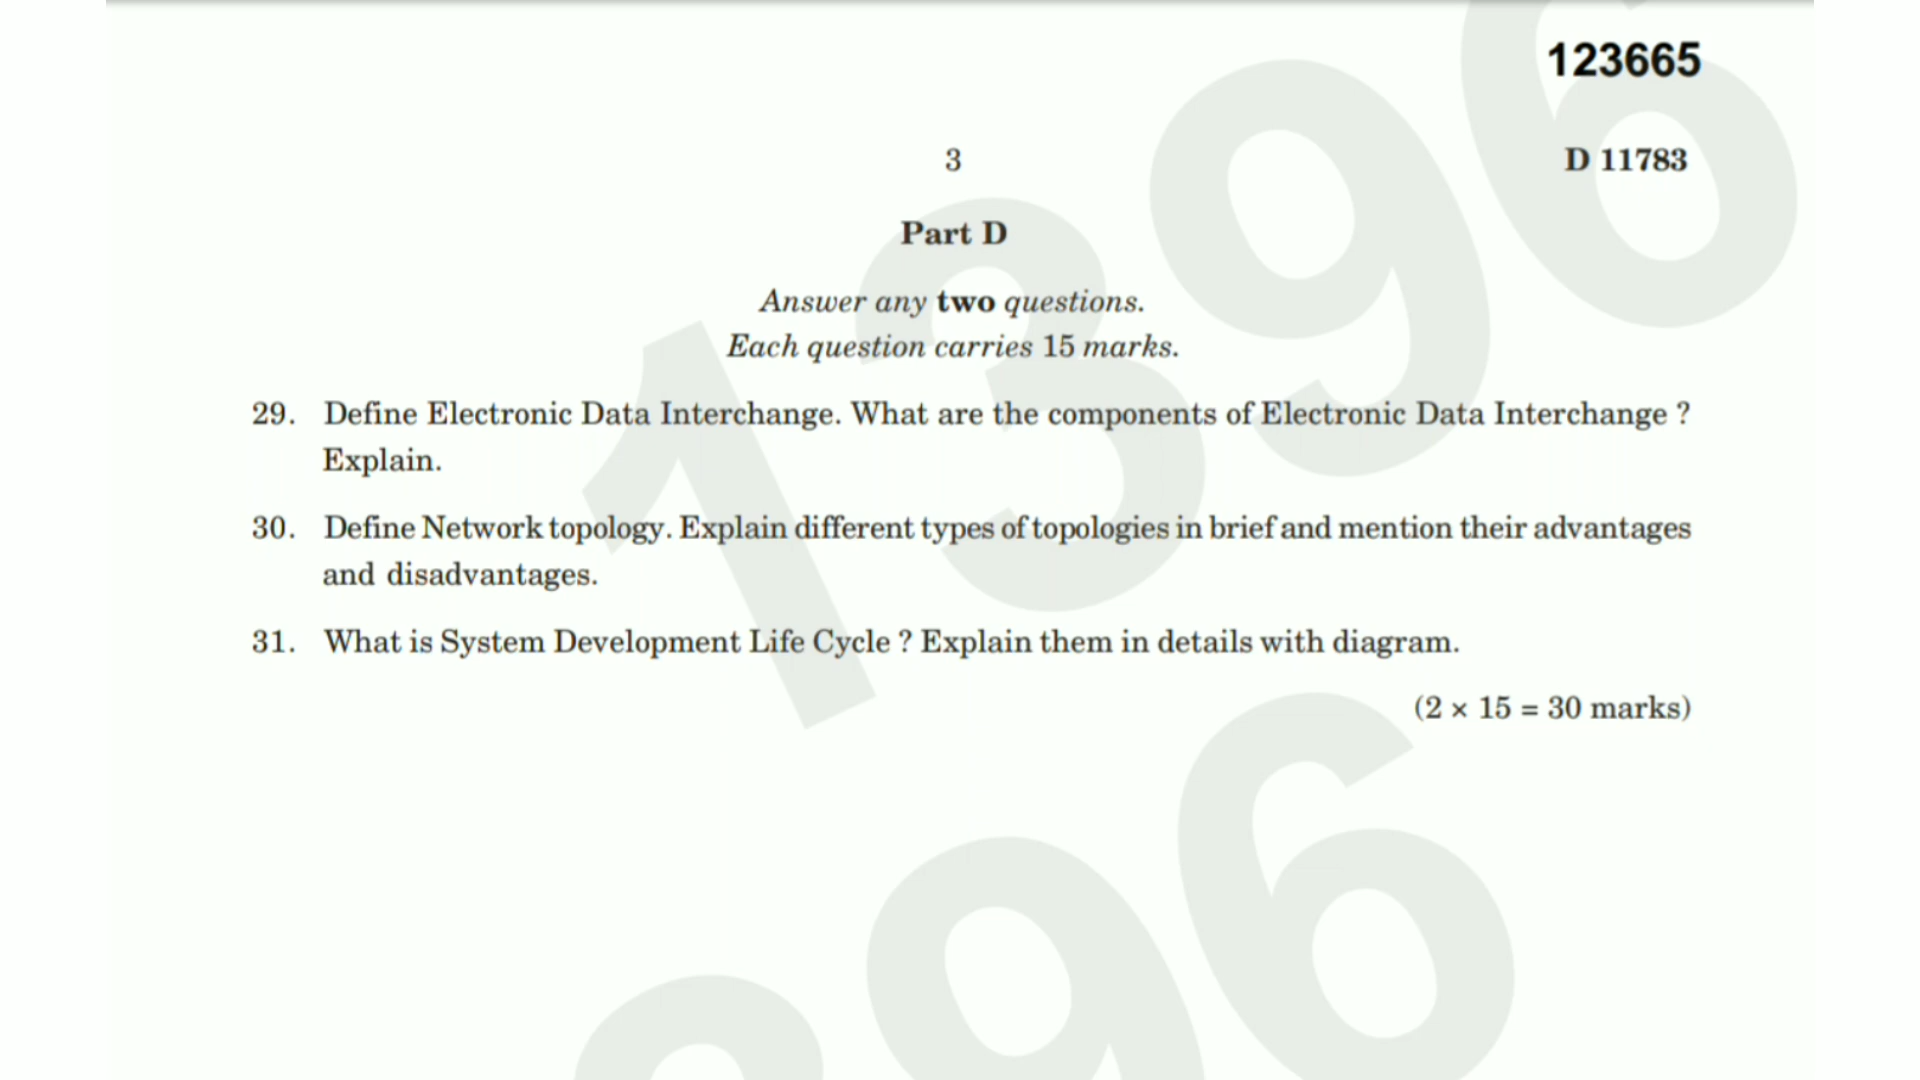 123665
3
D 11783
Part D
Answer any two questions.
Each question carries 15 marks.
29. Define Electronic Data Interchange. What are the components of Electronic Data Interchange ?
Explain.
30. Define Network topology. Explain different types of topologies in brief and mention their advantages
and disadvantages.
31. What is System Development Life Cycle ? Explain them in details with diagram.
(2 × 15 = 30 marks)
1396
396